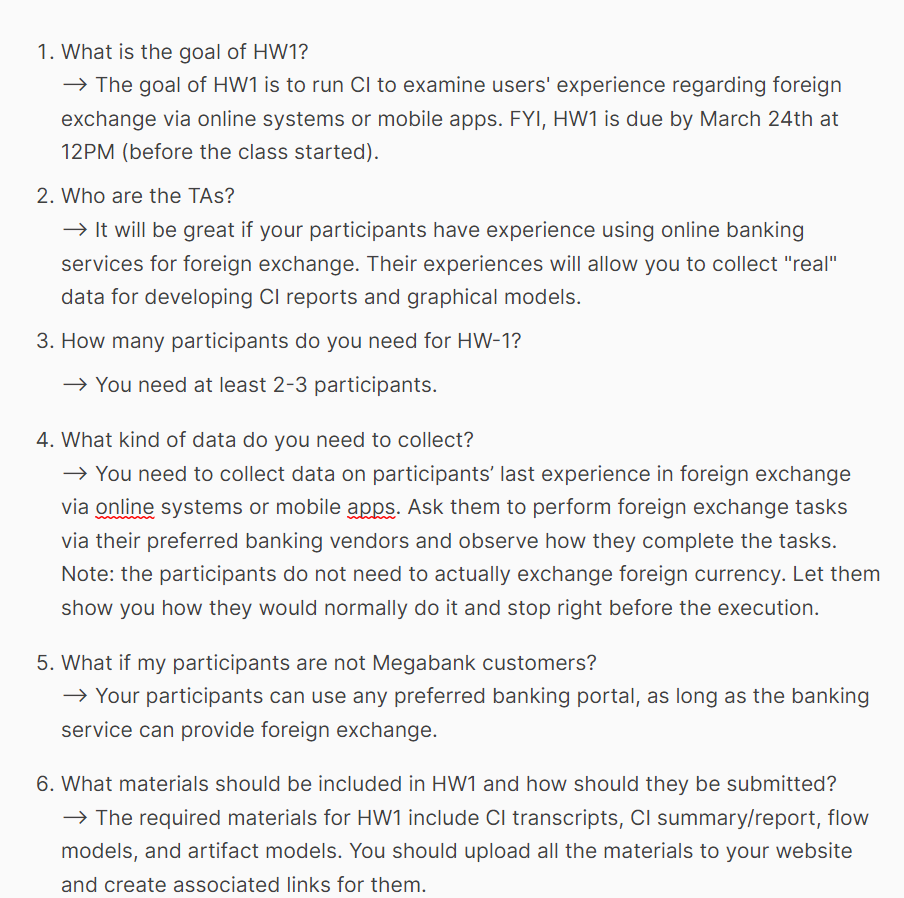 1. What is the goal of HW1?
→ The goal of HW1 is to run CI to examine users' experience regarding foreign
exchange via online systems or mobile apps. FYI, HW1 is due by March 24th at
12PM (before the class started).
2. Who are the TAs?
→ It will be great if your participants have experience using online banking
services for foreign exchange. Their experiences will allow you to collect "real"
data for developing CI reports and graphical models.
3. How many participants do you need for HW-1?
→ You need at least 2-3 participants.
4. What kind of data do you need to collect?
→ You need to collect data on participants’ last experience in foreign exchange
via online systems or mobile apps. Ask them to perform foreign exchange tasks
via their preferred banking vendors and observe how they complete the tasks.
Note: the participants do not need to actually exchange foreign currency. Let them
show you how they would normally do it and stop right before the execution.
5. What if my participants are not Megabank customers?
→ Your participants can use any preferred banking portal, as long as the banking
service can provide foreign exchange.
6. What materials should be included in HW1 and how should they be submitted?
→ The required materials for HW1 include CI transcripts, CI summary/report, flow
models, and artifact models. You should upload all the materials to your website
and create associated links for them.